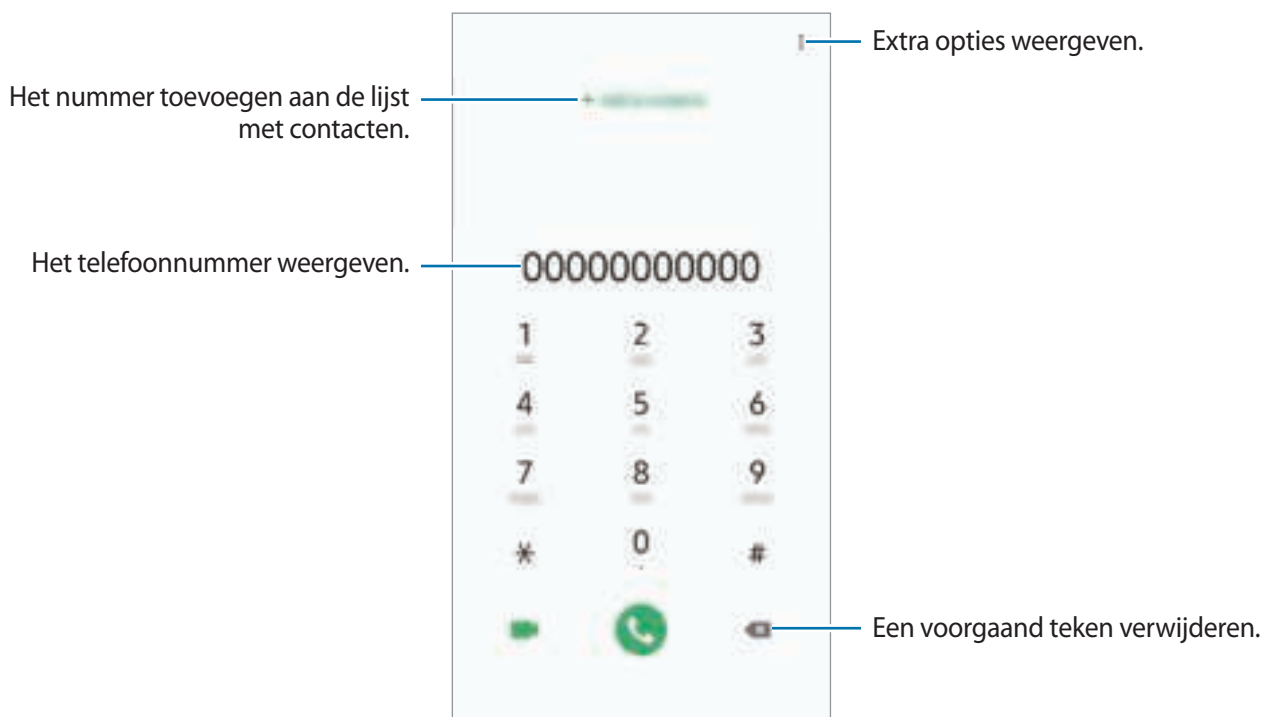 Extra opties weergeven.
Het nummer toevoegen aan de lijst
met contacten.
Het telefoonnummer weergeven.
00000000000
1 2 3
4 5 6
7 8 9
* 0 #
Een voorgaand teken verwijderen.